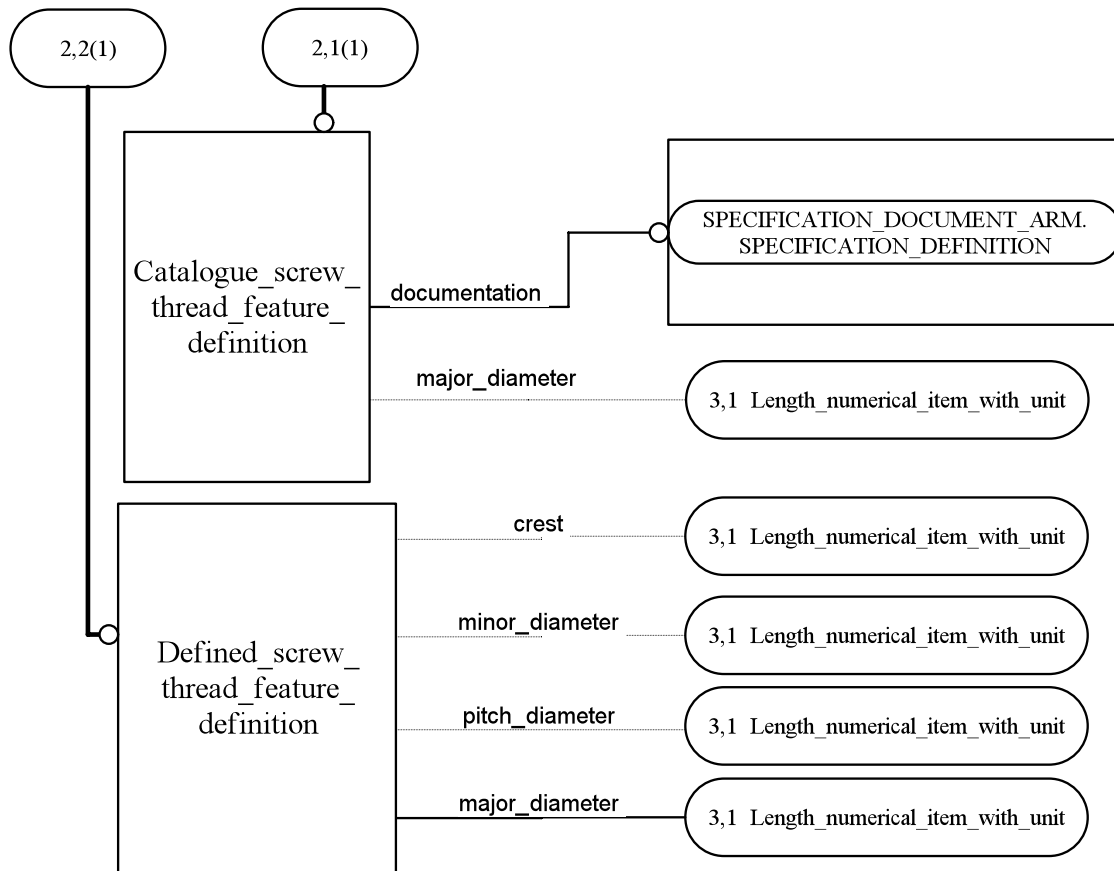 2,2(1)
2,1(1)
SPECIFICATION_DOCUMENT_ARM.
SPECIFICATION_DEFINITION
Catalogue_screw_
thread_feature_
definition
documentation
major_diameter
3,1 Length_numerical_item_with_unit
crest
3,1 Length_numerical_item_with_unit
minor_diameter
3,1 Length_numerical_item_with_unit
Defined_screw_
thread_feature_
definition
pitch_diameter
3,1 Length_numerical_item_with_unit
major_diameter
3,1 Length_numerical_item_with_unit